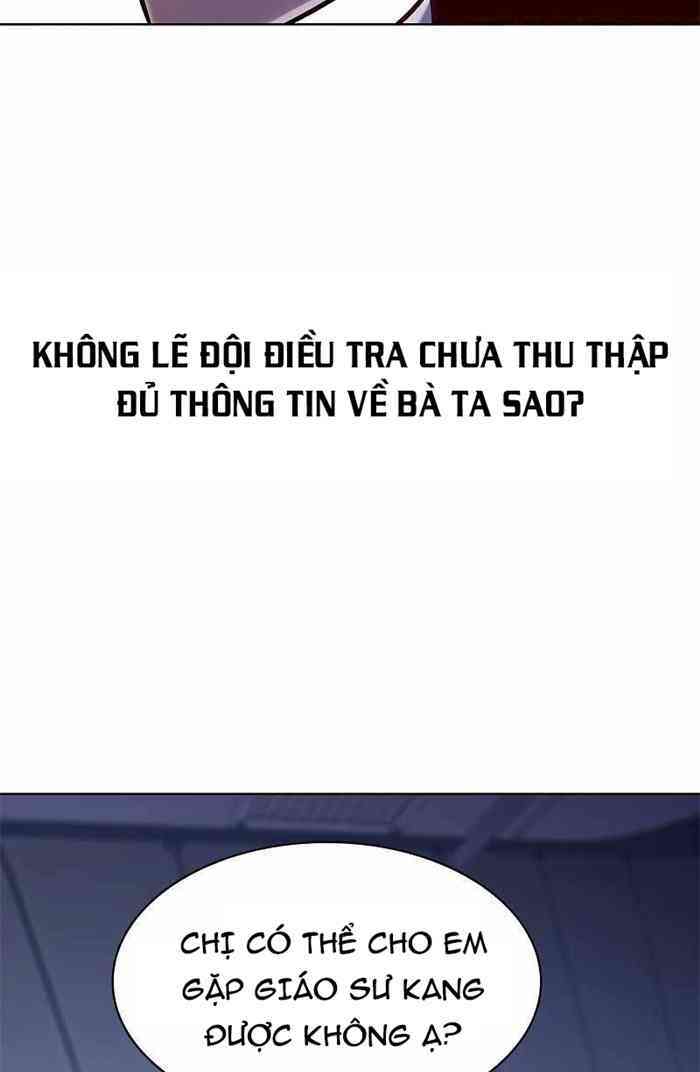 KHÔNG LẼ ĐỘI ĐIỀU TRA CHƯA THU THẬP
ĐỦ THÔNG TIN VỀ BÀ TA SAO?
CHỊ CÓ THỂ CHO EM
GẶP GIÁO SƯ KANG
ĐƯỢC KHÔNG Ạ?